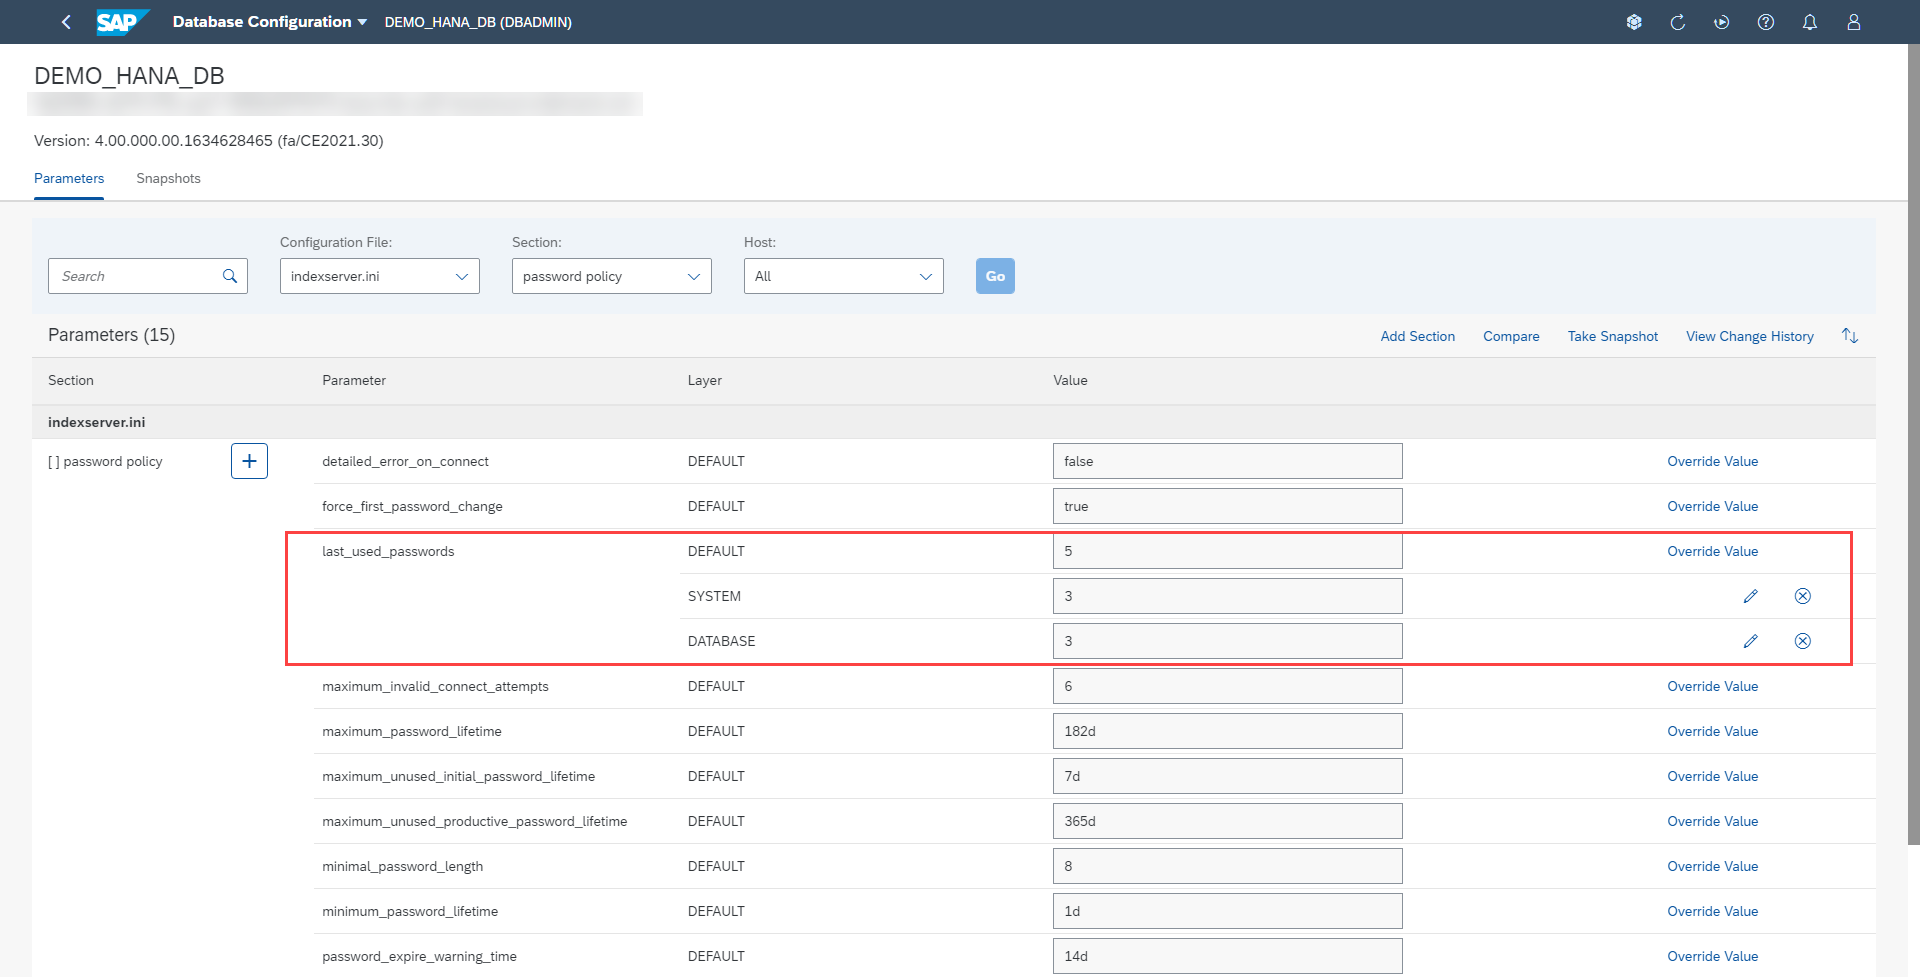 SAP Database Configuration DEMO_HANA_DB (DBADMIN)
DEMO_HANA_DB
Version: 4.00.000.00.1634628465 (fa/CE2021.30)
Parameters Snapshots
Configuration File: Section: Host:
Search indexserver.ini password policy All Go
Parameters (15) Add Section Compare Take Snapshot View Change History
Section Parameter Layer Value
indexserver.ini
[ ] password policy + detailed_error_on_connect DEFAULT false Override Value
force_first_password_change DEFAULT true Override Value
last_used_passwords DEFAULT 5 Override Value
SYSTEM 3
DATABASE 3
maximum_invalid_connect_attempts DEFAULT 6 Override Value
maximum_password_lifetime DEFAULT 182d Override Value
maximum_unused_initial_password_lifetime DEFAULT 7d Override Value
maximum_unused_productive_password_lifetime DEFAULT 365d Override Value
minimal_password_length DEFAULT 8 Override Value
minimum_password_lifetime DEFAULT 1d Override Value
password_expire_warning_time DEFAULT 14d Override Value